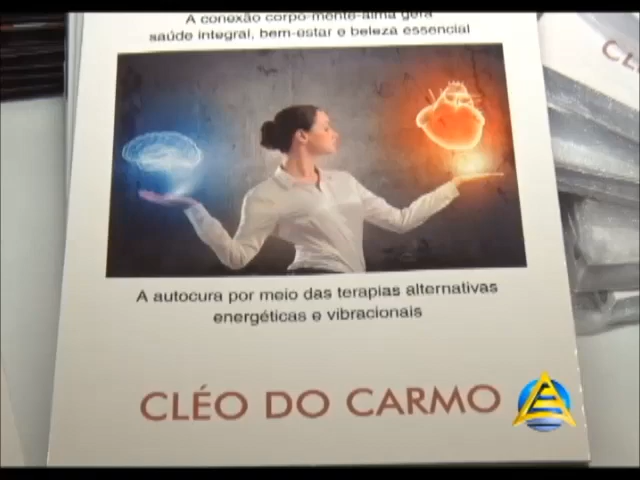 A conexão corpo-mente-alma gera
saúde integral, bem-estar e beleza essencial
A autocura por meio das terapias alternativas
energéticas e vibracionais
CLÉO DO CARMO
CL